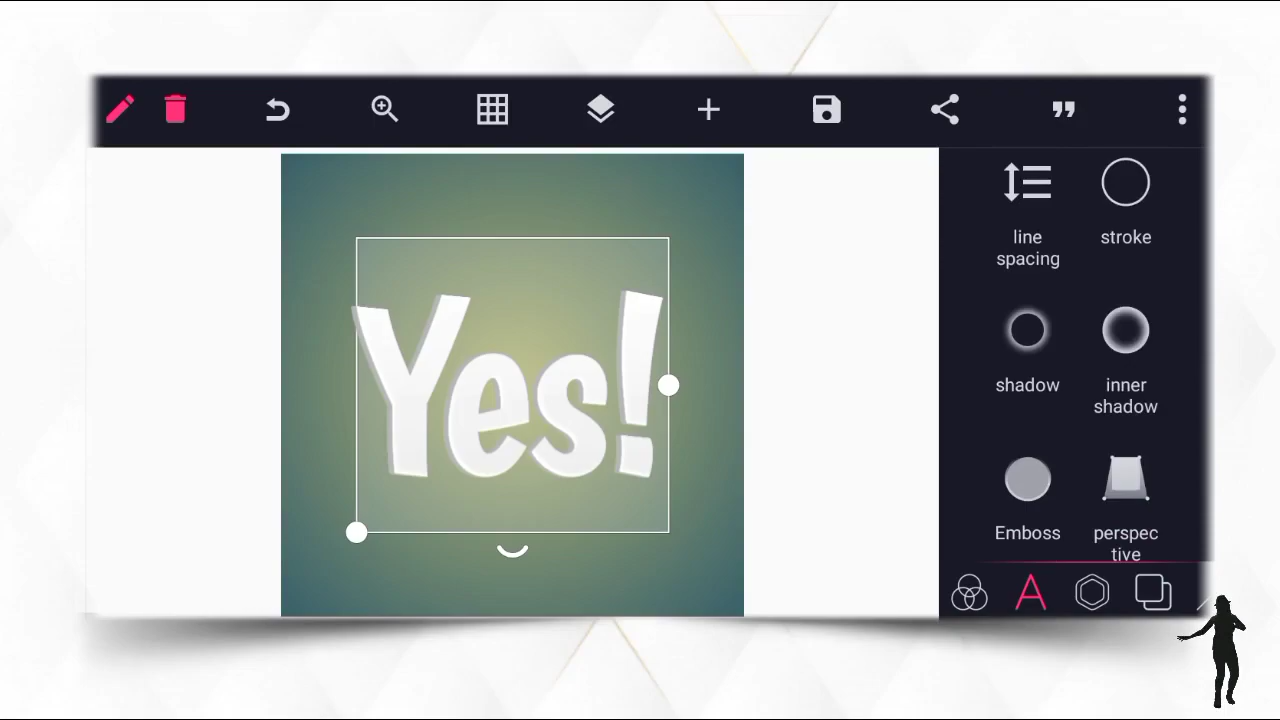 Yes!
line
spacing
stroke
shadow
inner
shadow
Emboss
perspec
tive